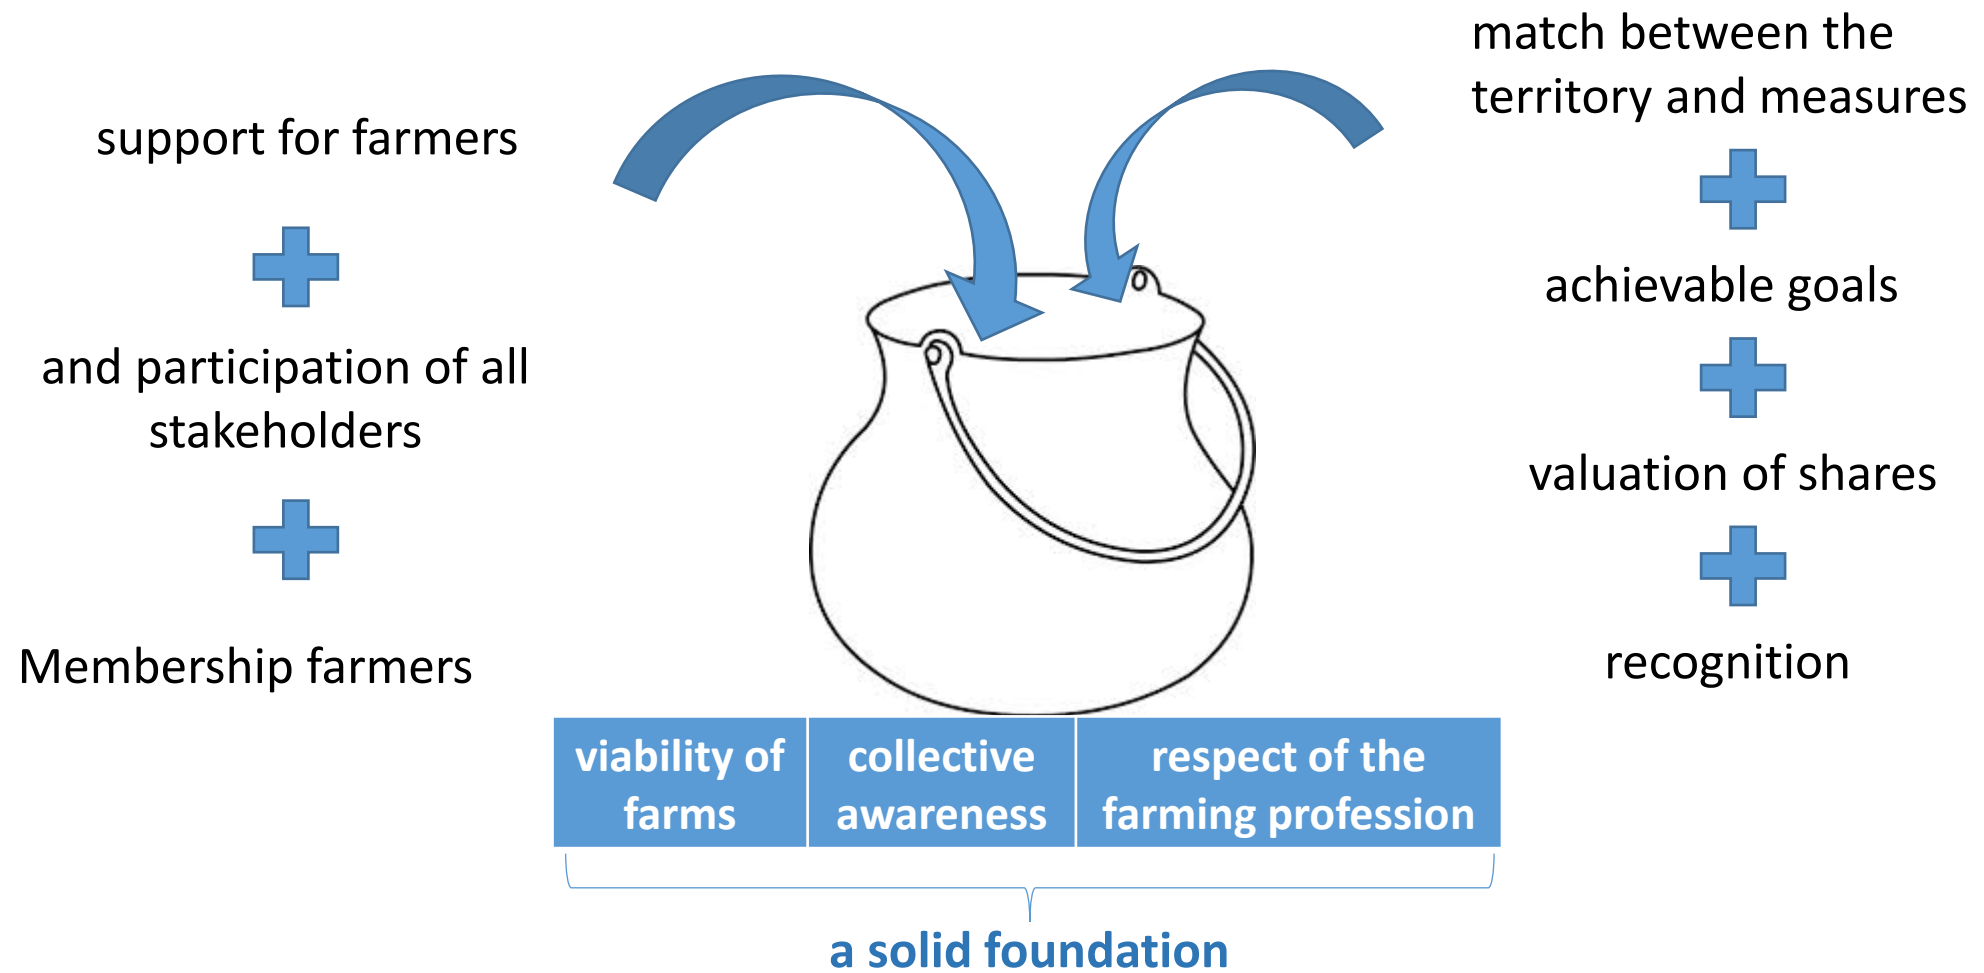 support for farmers
and participation of all
stakeholders
Membership farmers
match between the
territory and measures
achievable goals
valuation of shares
recognition
viability of
farms
collective
awareness
respect of the
farming profession
a solid foundation